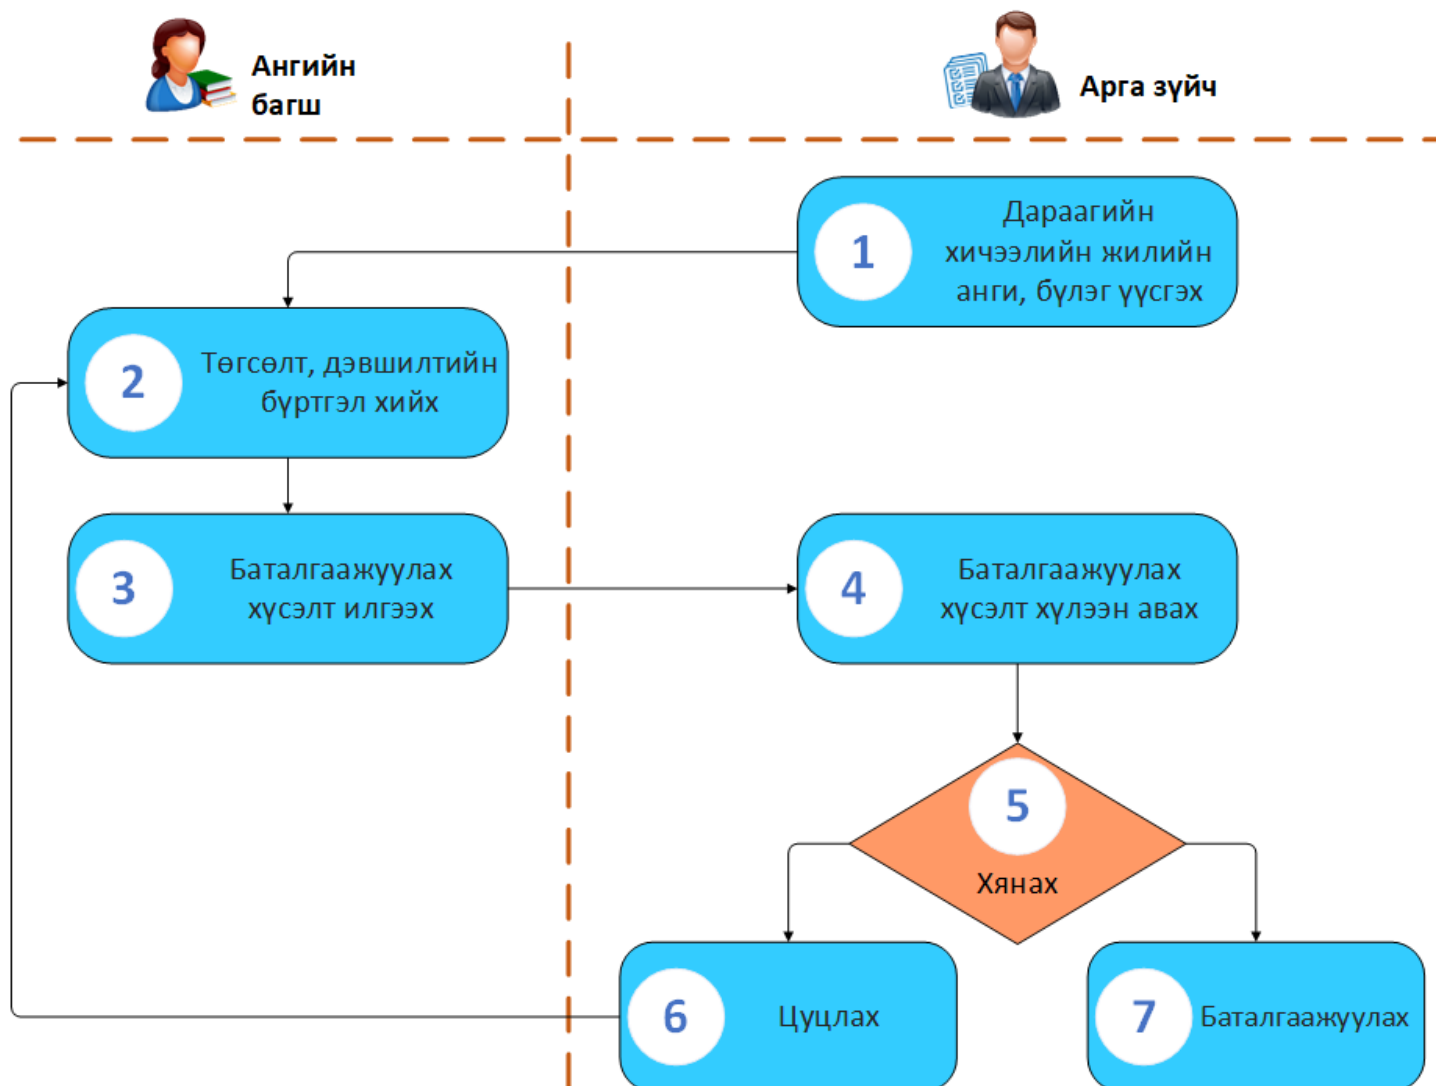 Ангийн
багш
Арга зүйч
1
Дараагийн
хичээлийн жилийн
анги, бүлэг үүсгэх
2
Төгсөлт, дэвшилтийн
бүртгэл хийх
3
Баталгаажуулах
хүсэлт илгээх
4
Баталгаажуулах
хүсэлт хүлээн авах
5
Хянах
6
Цуцлах
7
Баталгаажуулах